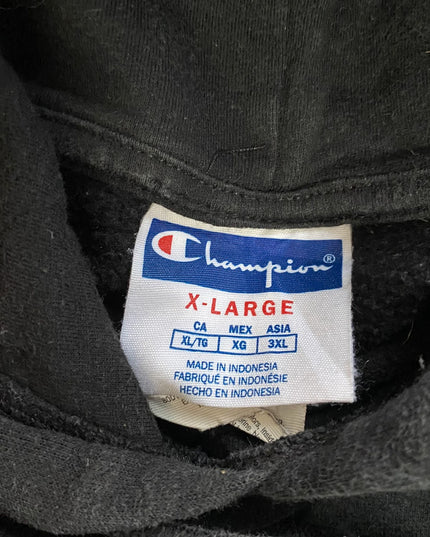 Champion®
X-LARGE
CA MEX ASIA
XL/TG XG 3XL
MADE IN INDONESIA
FABRIQUÉ EN INDONÉSIE
HECHO EN INDONESIA